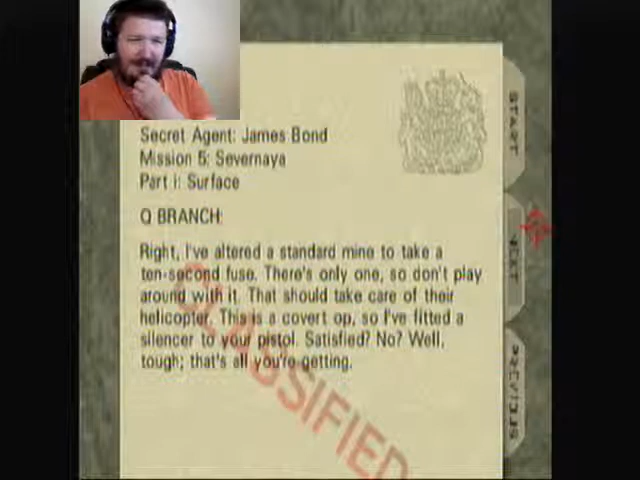 Secret Agent: James Bond
Mission 5: Severnaya
Part i: Surface
Q BRANCH:
Right, I've altered a standard mine to take a
ten-second fuse. There's only one, so don't play
around with it. That should take care of their
helicopter. This is a covert op, so I've fitted a
silencer to your pistol. Satisfied? No? Well,
tough; that's all you're getting.
CLASSIFIED
START
NEXT
PREVIOUS